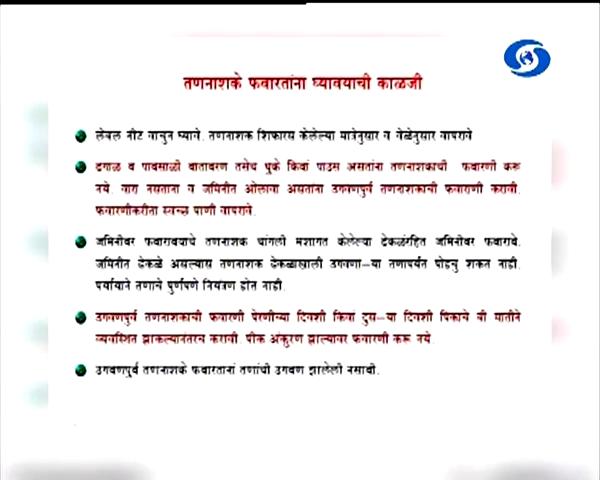 तणनाशके फवारतांना घ्यावयाची काळजी
लेबल नीट वाचुन घ्यावे. तणनाशक शिफारस केलेल्या मात्रेनुसार व वेळेनुसार वापरावे
ढगाळ व पावसाळी वातावरण तसेच धुके किंवा पाउस असतांना तणनाशकाची फवारणी करू
नये. वारा नसताना व जमिनीत ओलावा असतांना उगवणपुर्व तणनाशकाची फवाराणी करावी.
फवारणीकरीता स्वच्छ पाणी वापरावे.
जमिनीवर फवारावयाचे तणनाशक चांगली मशागत केलेल्या ढेकळंरहित जमिनीवर फवारावे.
जमिनीत ढेकळे असल्यास तणनाशक ढेकळाखाली उगवणा–या तणापर्यंत पोहचु शकत नाही.
पर्यायाने तणाचे पुर्णपणे नियंत्रण होत नाही.
उगवणपुर्व तणनाशकाची फवारणी पेरणीच्या दिवशी किंवा दुस–या दिवशी पिकाचे बी मातीने
व्यवस्थित झाकल्यानंतरच करावी. पीक अंकुरण झाल्यावर फवारणी करू नये.
उगवणपुर्व तणनाशके फवारतानां तणांची उगवण झालेली नसावी.